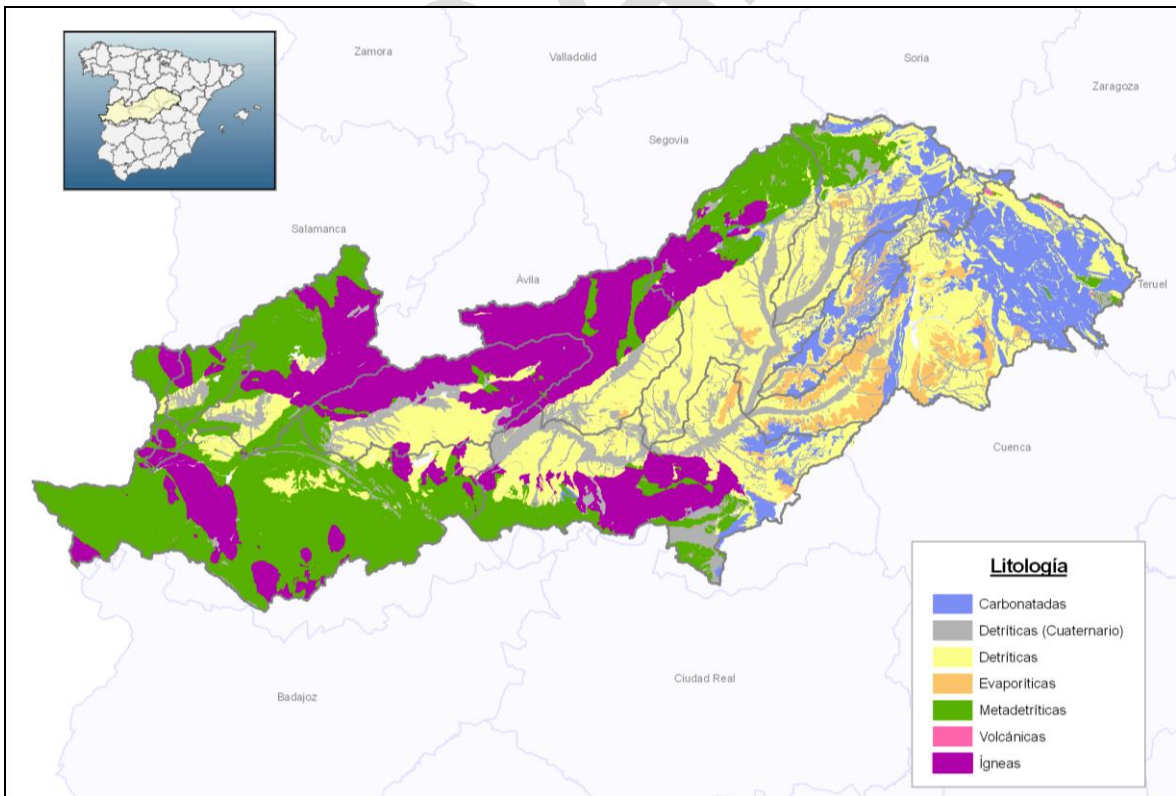 Zamora
Valladolid
Soria
Zaragoza
Segovia
Salamanca
Ávila
Teruel
Cuenca
Badajoz
Ciudad Real
Litología
Carbonatadas
Detríticas (Cuaternario)
Detríticas
Evaporíticas
Metadetríticas
Volcánicas
Ígneas